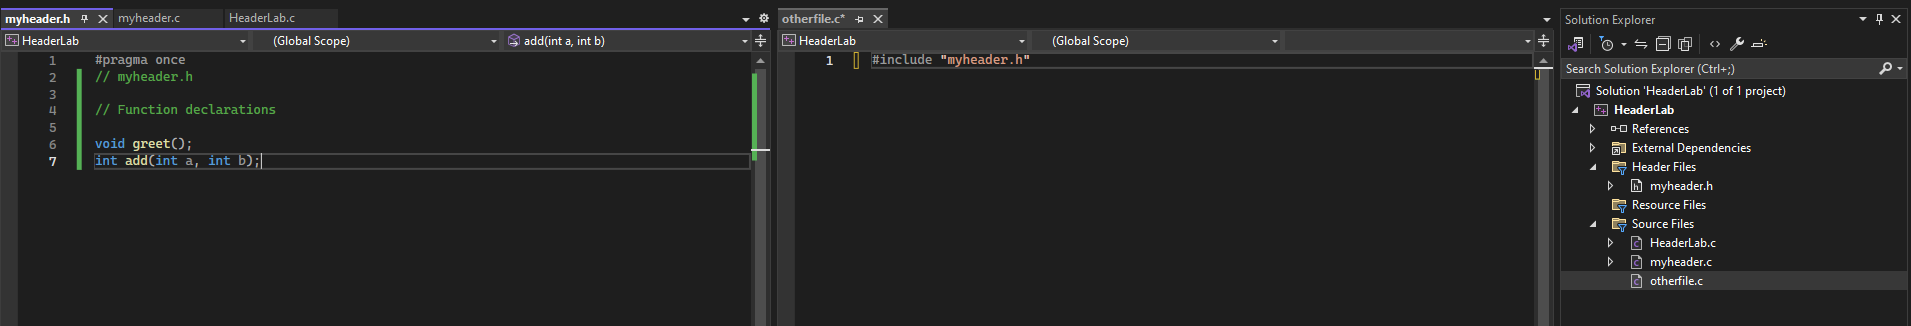 myheader.h
myheader.c
HeaderLab.c
HeaderLab
(Global Scope)
add(int a, int b)
1 #pragma once
2 // myheader.h
3
4 // Function declarations
5
6 void greet();
7 int add(int a, int b);
otherfile.c*
HeaderLab
(Global Scope)
1 #include "myheader.h"
Solution Explorer
Search Solution Explorer (Ctrl+;)
Solution 'HeaderLab' (1 of 1 project)
HeaderLab
References
External Dependencies
Header Files
myheader.h
Resource Files
Source Files
HeaderLab.c
myheader.c
otherfile.c